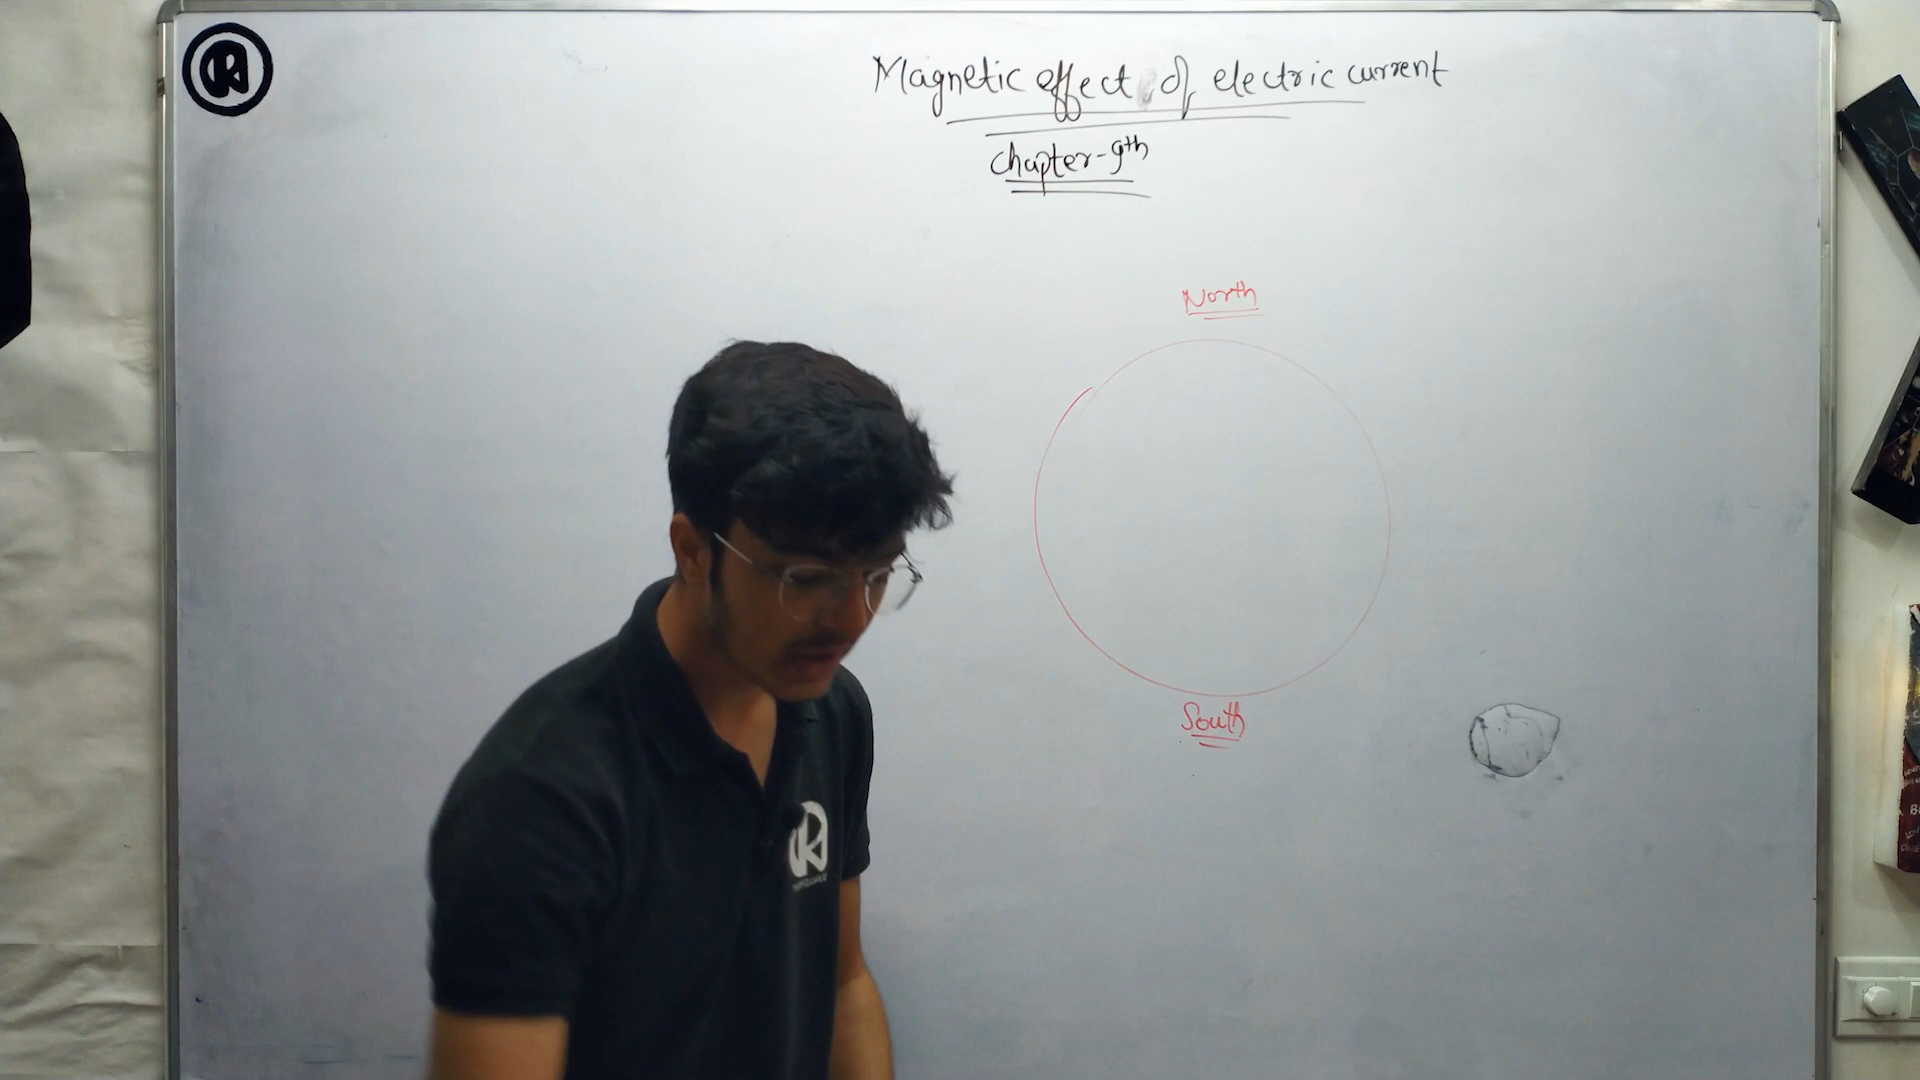 Magnetic effect of electric current
Chapter-9th
North
South